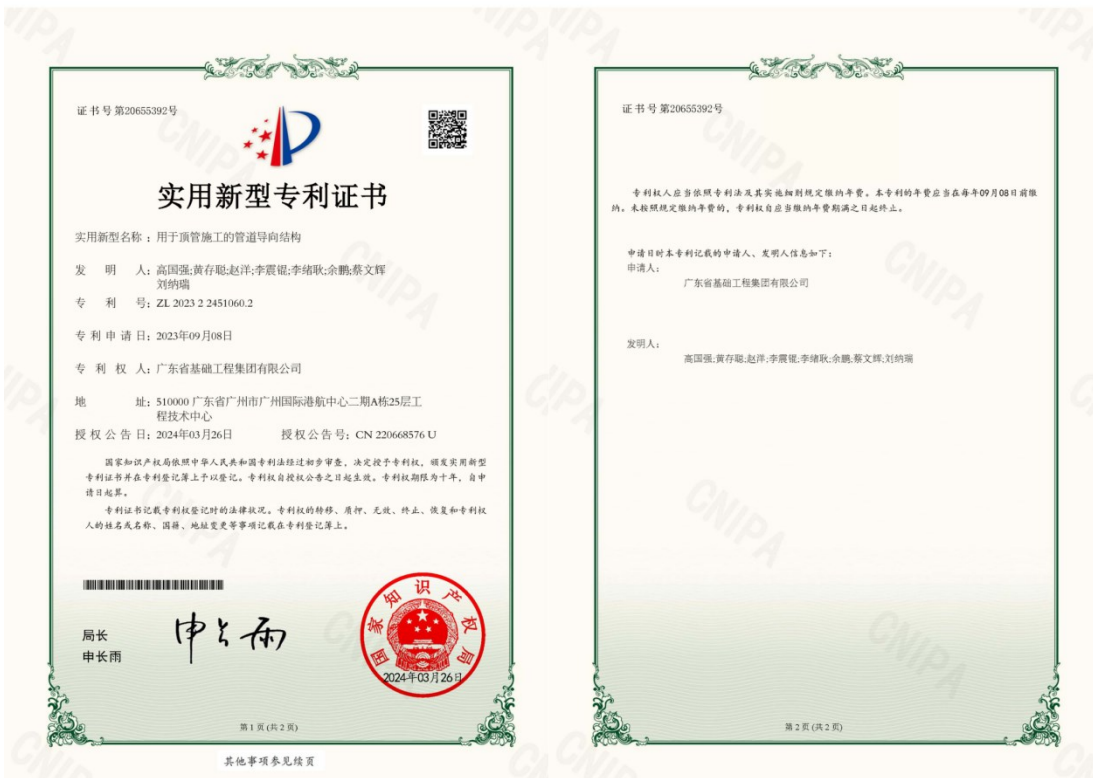 证书号第20655392号
实用新型专利证书
实用新型名称：用于顶管施工的管道导向结构
发 明 人：高国强;黄存聪;赵洋;李震锟;李绪耿;余鹏;蔡文辉
刘纳瑞
专 利 号：ZL 2023 2 2451060.2
专利申请日：2023年09月08日
专 利 权 人：广东省基础工程集团有限公司
地 址：510000 广东省广州市广州国际港航中心二期A栋25层工
程技术中心
授权公告日：2024年03月26日 授权公告号：CN 220668576 U
国家知识产权局依照中华人民共和国专利法经过初步审查，决定授予专利权，颁发实用新型
专利证书并在专利登记簿上予以登记。专利权自授权公告之日起生效。专利权期限为十年，自申
请日起算。
专利证书记载专利权登记时的法律状况。专利权的转移、质押、无效、终止、恢复和专利权
人的姓名或名称、国籍、地址变更等事项记载在专利登记簿上。
局长
申长雨
申长雨
国家知识产权局
2024年03月26日
第 1 页 (共 2 页)
其他事项参见续页
证书号第20655392号
专利权人应当依照专利法及其实施细则规定缴纳年费。本专利的年费应当在每年09月08日前缴
纳。未按照规定缴纳年费的，专利权自应当缴纳年费期满之日起终止。
申请日时本专利记载的申请人、发明人信息如下：
申请人：
广东省基础工程集团有限公司
发明人：
高国强;黄存聪;赵洋;李震锟;李绪耿;余鹏;蔡文辉;刘纳瑞
第 2 页 (共 2 页)
CNIPA